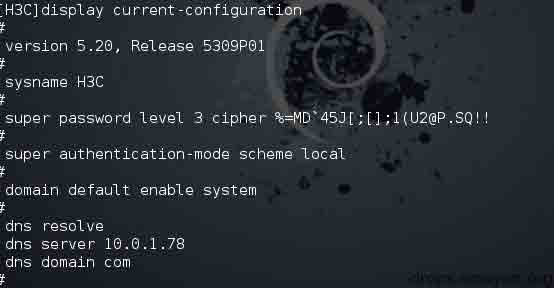 [H3C]display current-configuration
#
version 5.20, Release 5309P01
#
sysname H3C
#
super password level 3 cipher %=MD`45J[;[];1(U2@P.SQ!!
#
super authentication-mode scheme local
#
domain default enable system
#
dns resolve
dns server 10.0.1.78
dns domain com
#